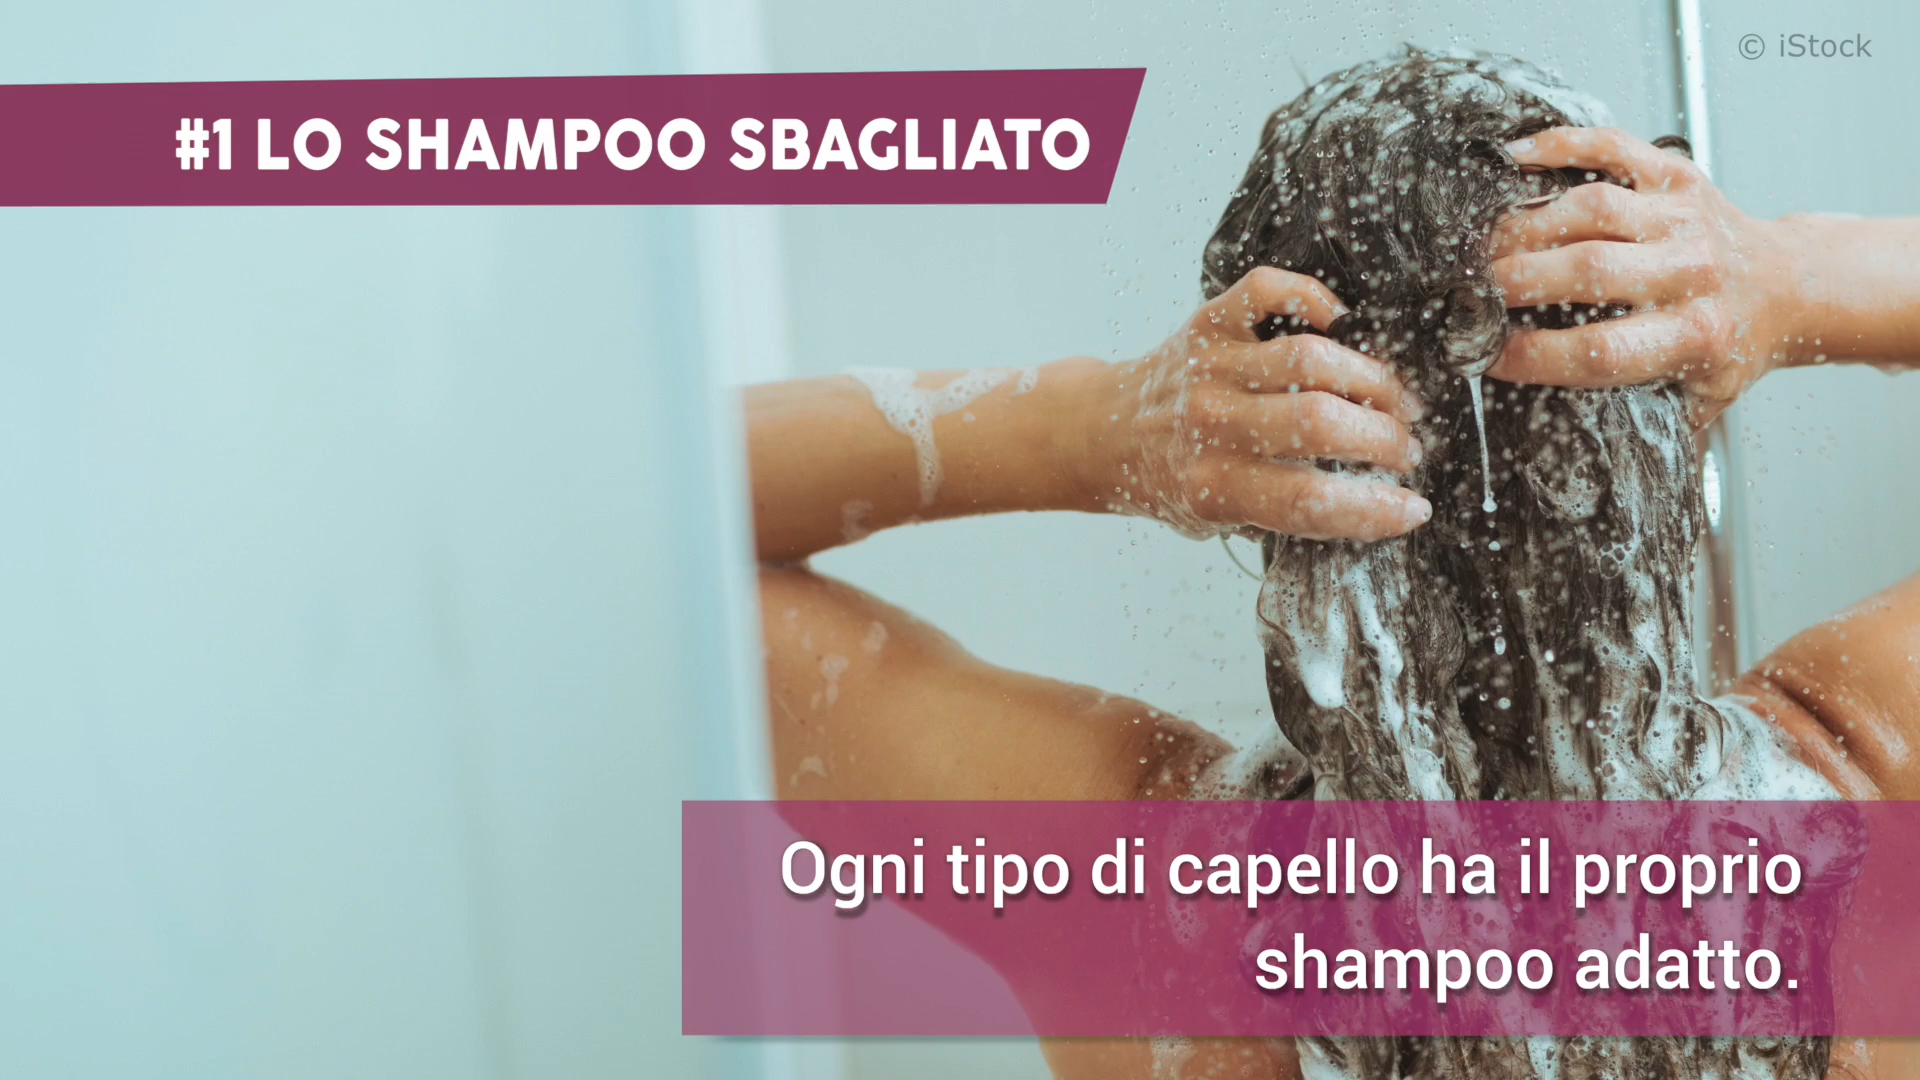 © iStock
#1 LO SHAMPOO SBAGLIATO
Ogni tipo di capello ha il proprio
shampoo adatto.